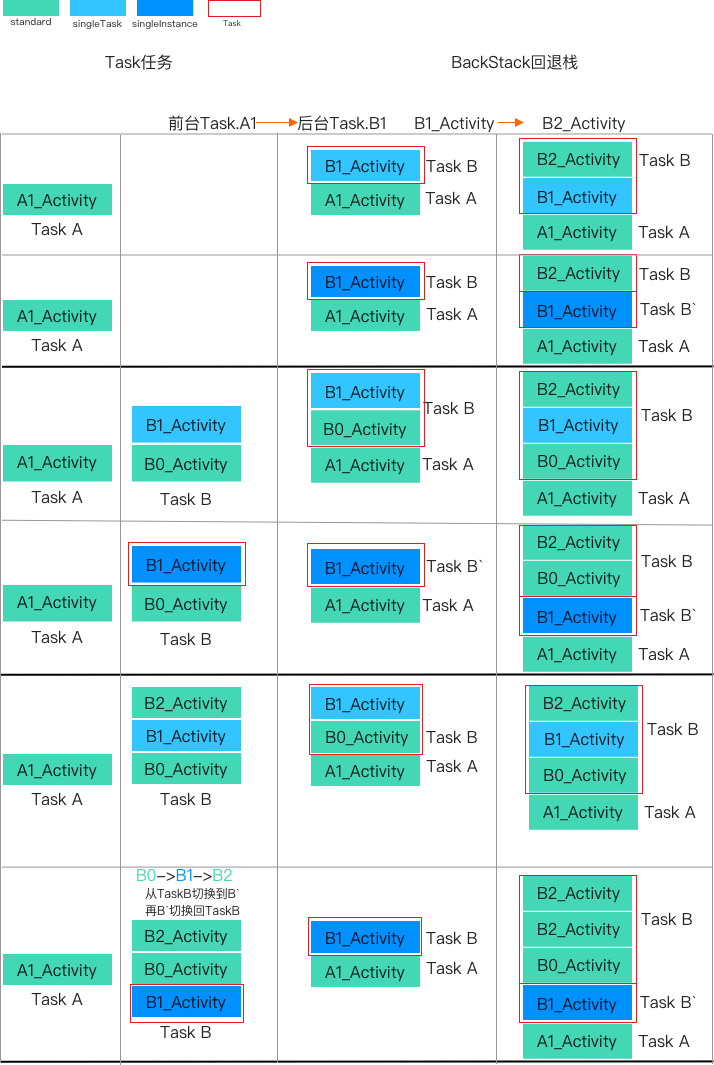 standard
singleTask
singleInstance
Task
Task任务
BackStack回退栈
前台Task.A1
后台Task.B1
B1_Activity
B2_Activity
A1_Activity
Task A
B1_Activity
Task B
A1_Activity
Task A
B2_Activity
Task B
B1_Activity
A1_Activity
Task A
A1_Activity
Task A
B1_Activity
Task B
A1_Activity
Task A
B2_Activity
Task B
B1_Activity
Task B`
A1_Activity
Task A
A1_Activity
Task A
B1_Activity
B0_Activity
Task B
B1_Activity
Task B
B0_Activity
A1_Activity
Task A
B2_Activity
B1_Activity
Task B
B0_Activity
A1_Activity
Task A
A1_Activity
Task A
B1_Activity
B0_Activity
Task B
B1_Activity
Task B`
A1_Activity
Task A
B2_Activity
Task B
B0_Activity
B1_Activity
Task B`
A1_Activity
Task A
A1_Activity
Task A
B2_Activity
B1_Activity
B0_Activity
Task B
B1_Activity
B0_Activity
Task B
A1_Activity
Task A
B2_Activity
Task B
B1_Activity
B0_Activity
A1_Activity
Task A
A1_Activity
Task A
B0->B1->B2
从TaskB切换到B`
再B`切换回TaskB
B2_Activity
B0_Activity
B1_Activity
Task B
B1_Activity
Task B
A1_Activity
Task A
B2_Activity
Task B
B2_Activity
B0_Activity
B1_Activity
Task B`
A1_Activity
Task A